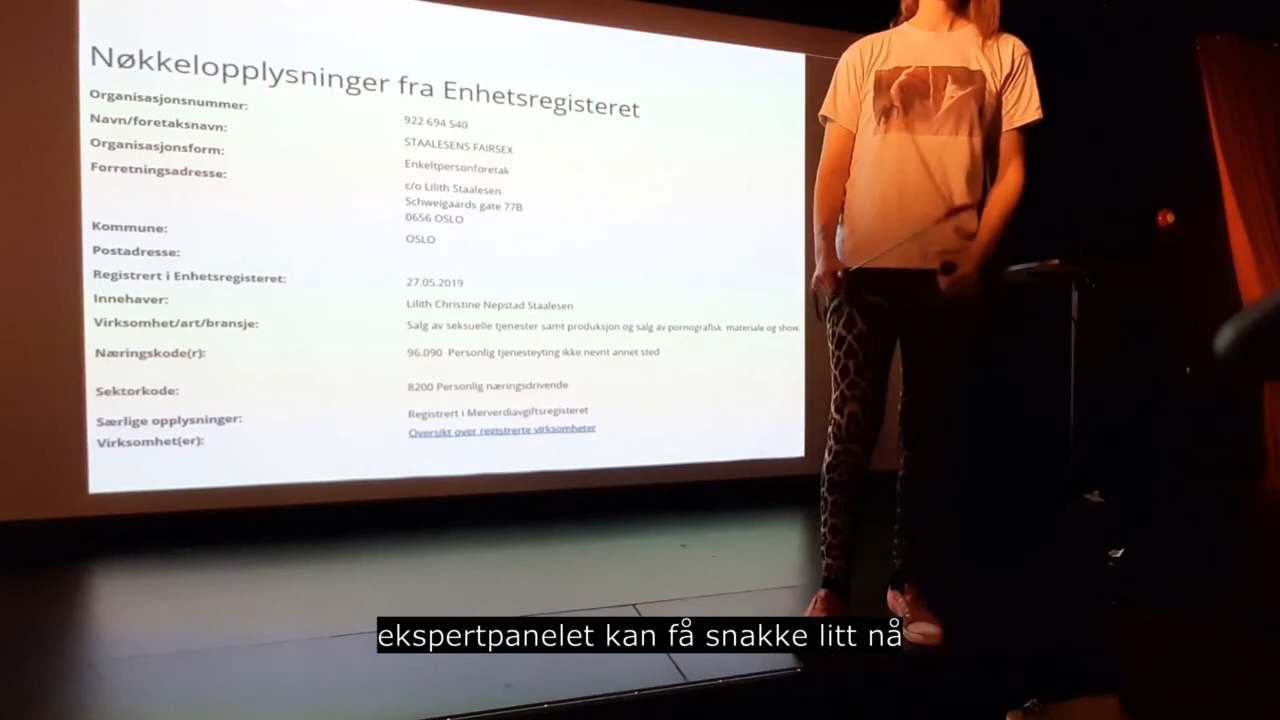 Nøkkelopplysninger fra Enhetsregisteret
Organisasjonsnummer: 922 694 540
Navn/foretaksnavn: STAALESENS FAIRSEX
Organisasjonsform: Enkeltpersonforetak
Forretningsadresse: c/o Lilith Staalesen
Schweigaards gate 77B
0656 OSLO
Kommune: OSLO
Postadresse:
Registrert i Enhetsregisteret: 27.05.2019
Innehaver: Lilith Christine Nepstad Staalesen
Virksomhet/art/bransje: Salg av seksuelle tjenester samt produksjon og salg av pornografisk materiale og show
Næringskode(r): 96.090 Personlig tjenesteyting ikke nevnt annet sted
Sektorkode: 8200 Personlig næringsdrivende
Særlige opplysninger: Registrert i Merverdiavgiftsregisteret
Virksomhet(er): Oversikt over registrerte virksomheter
ekspertpanelet kan få snakke litt nå